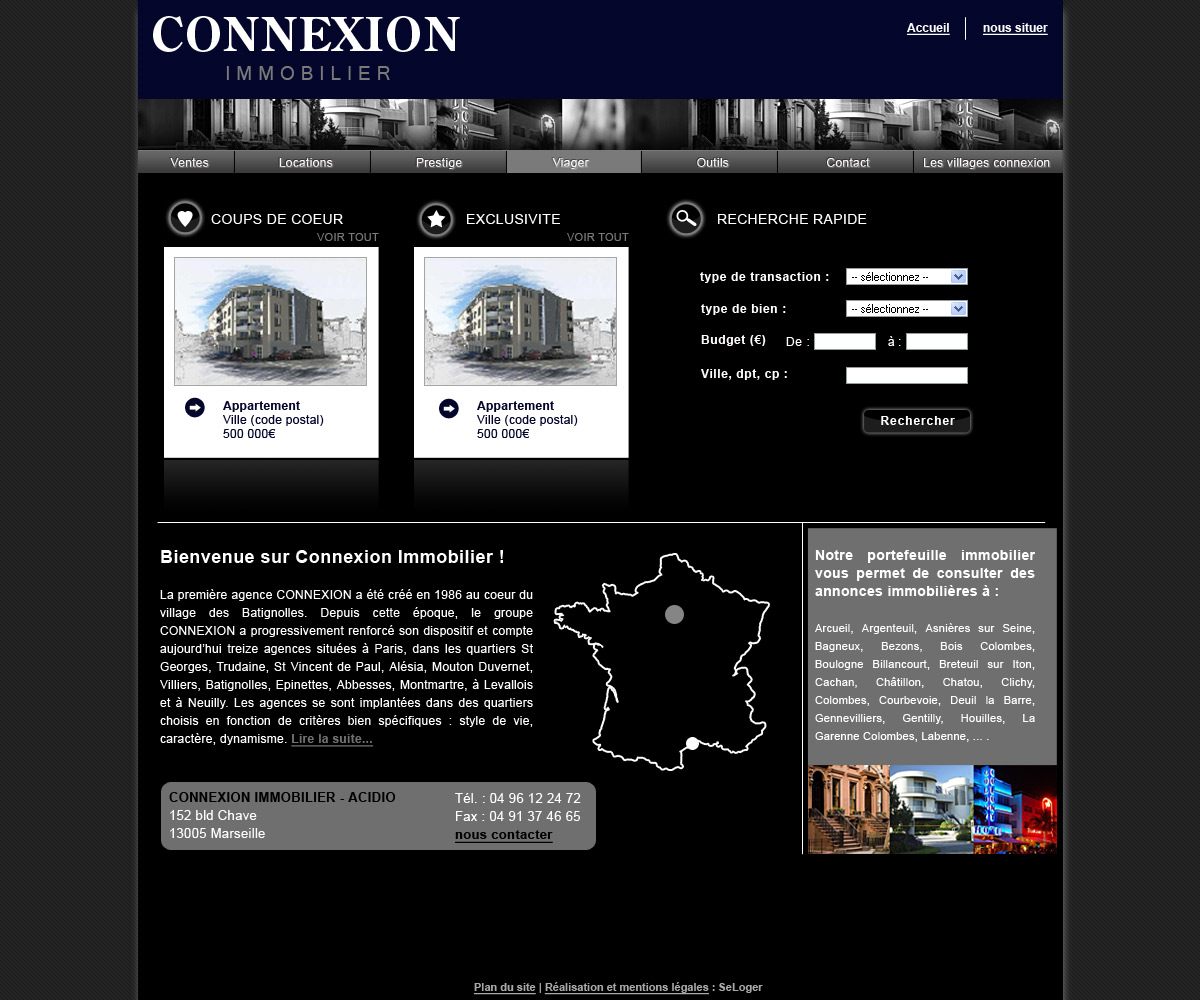 CONNEXION
IMMOBILIER
Accueil
nous situer
Ventes
Locations
Prestige
Viager
Outils
Contact
Les villages connexion
COUPS DE COEUR
VOIR TOUT
Appartement
Ville (code postal)
500 000€
EXCLUSIVITE
VOIR TOUT
Appartement
Ville (code postal)
500 000€
RECHERCHE RAPIDE
type de transaction :
-- sélectionnez --
type de bien :
-- sélectionnez --
Budget (€) De : à :
Ville, dpt, cp :
Rechercher
Bienvenue sur Connexion Immobilier !
La première agence CONNEXION a été créé en 1986 au coeur du
village des Batignolles. Depuis cette époque, le groupe
CONNEXION a progressivement renforcé son dispositif et compte
aujourd'hui treize agences situées à Paris, dans les quartiers St
Georges, Trudaine, St Vincent de Paul, Alésia, Mouton Duvernet,
Villiers, Batignolles, Epinettes, Abbesses, Montmartre, à Levallois
et à Neuilly. Les agences se sont implantées dans des quartiers
choisis en fonction de critères bien spécifiques : style de vie,
caractère, dynamisme. Lire la suite...
CONNEXION IMMOBILIER - ACIDIO
152 bld Chave
13005 Marseille
Tél. : 04 96 12 24 72
Fax : 04 91 37 46 65
nous contacter
Notre portefeuille immobilier
vous permet de consulter des
annonces immobilières à :
Arcueil, Argenteuil, Asnières sur Seine,
Bagneux, Bezons, Bois Colombes,
Boulogne Billancourt, Breteuil sur Iton,
Cachan, Châtillon, Chatou, Clichy,
Colombes, Courbevoie, Deuil la Barre,
Gennevilliers, Gentilly, Houilles, La
Garenne Colombes, Labenne, ... .
Plan du site | Réalisation et mentions légales : SeLoger